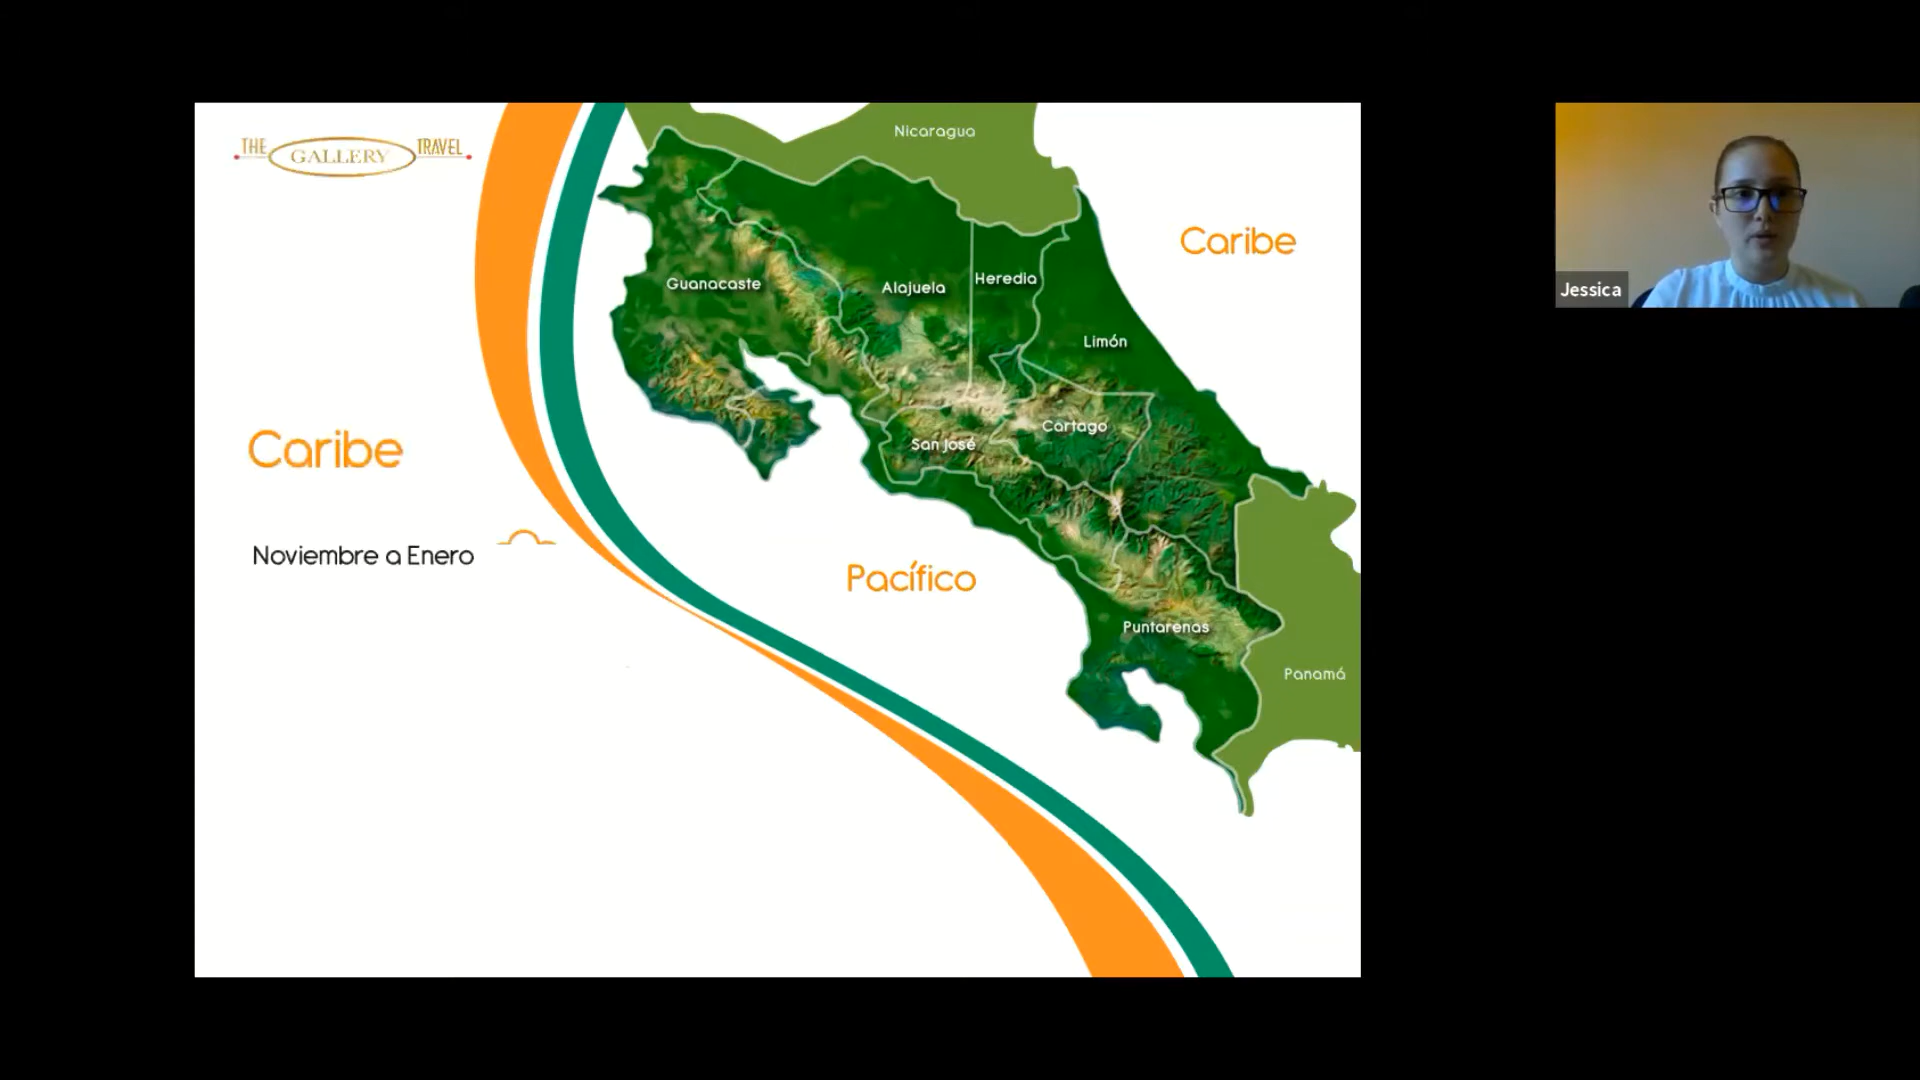 THE GALLERY TRAVEL
Nicaragua
Caribe
Guanacaste
Alajuela
Heredia
Limón
Cartago
San José
Caribe
Noviembre a Enero
Pacífico
Puntarenas
Panamá
Jessica